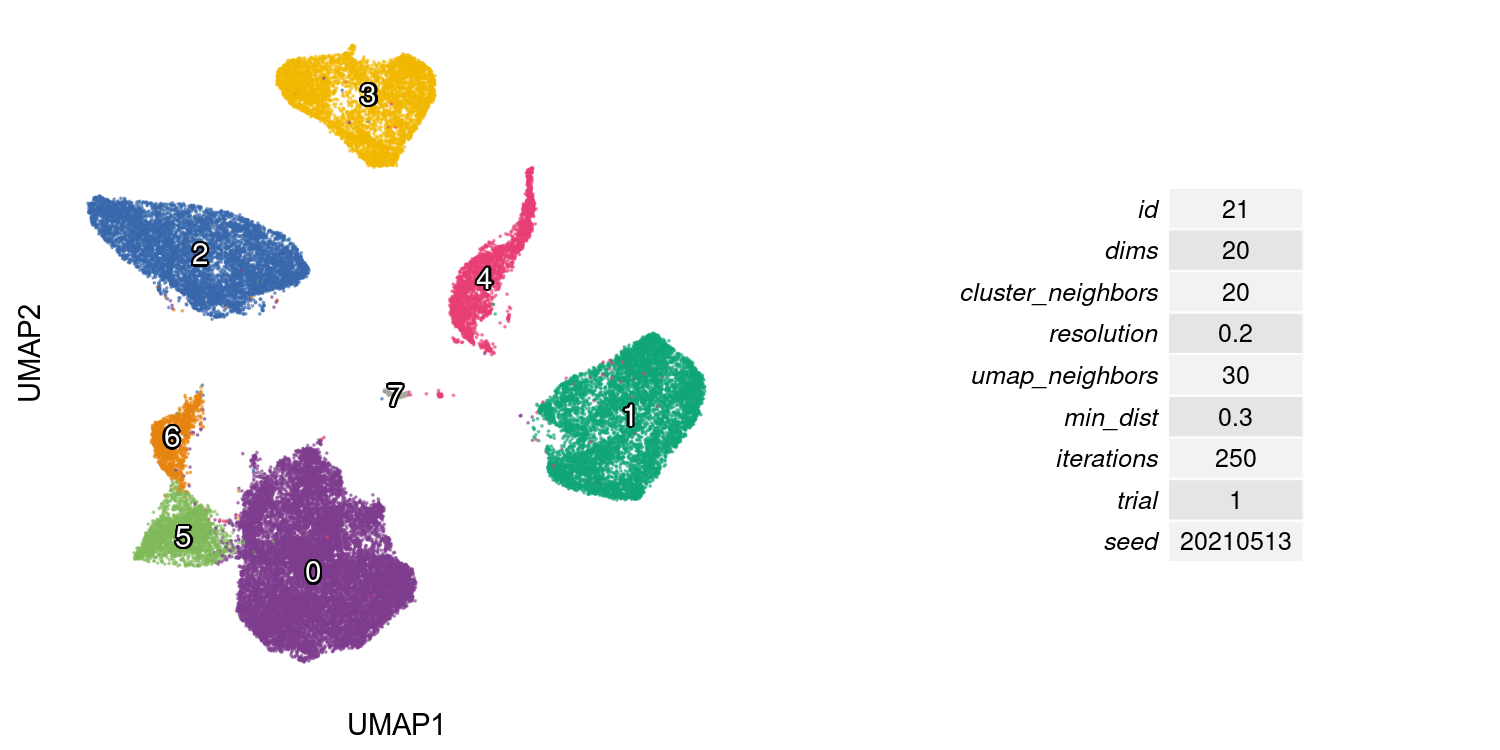 3
2
4
7
1
6
5
0
UMAP1
UMAP2
id 21
dims 20
cluster_neighbors 20
resolution 0.2
umap_neighbors 30
min_dist 0.3
iterations 250
trial 1
seed 20210513